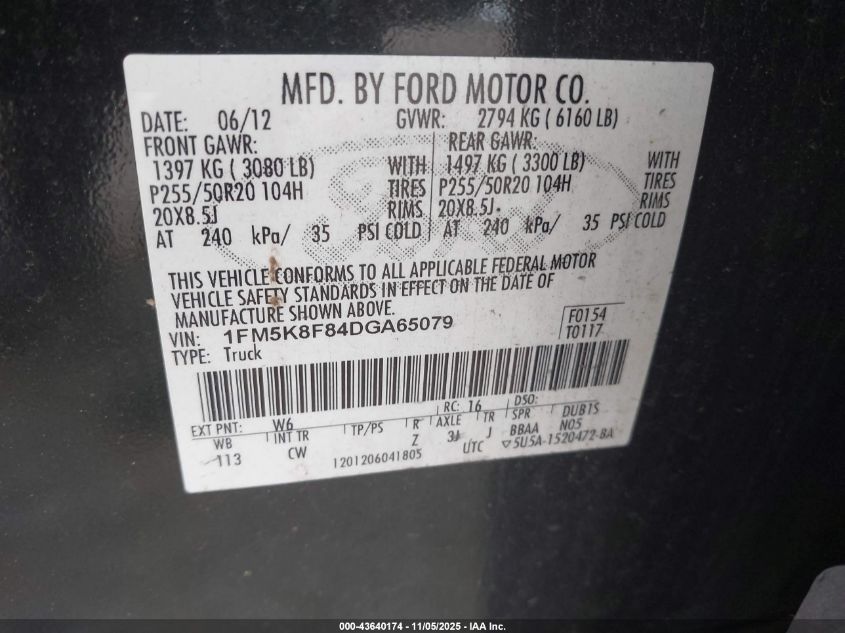 MFD. BY FORD MOTOR CO.
DATE: 06/12 GVWR: 2794 KG ( 6160 LB)
FRONT GAWR: REAR GAWR:
1397 KG ( 3080 LB) WITH 1497 KG ( 3300 LB) WITH
P255/50R20 104H TIRES P255/50R20 104H TIRES
20X8.5J RIMS 20X8.5J RIMS
AT 240 kPa/ 35 PSI COLD AT 240 kPa/ 35 PSI COLD
THIS VEHICLE CONFORMS TO ALL APPLICABLE FEDERAL MOTOR
VEHICLE SAFETY STANDARDS IN EFFECT ON THE DATE OF
MANUFACTURE SHOWN ABOVE.
VIN: 1FM5K8F84DGA65079 F0154
TYPE: Truck T0117
EXT PNT: W6 RC: 16 DSO:
WB INT TR TP/PS R AXLE TR SPR DUB1S
113 CW Z 3J J BBAA N05
1201206041805 UTC ▽5U5A-1520472-BA
000-43640174 - 11/05/2025 - IAA Inc.